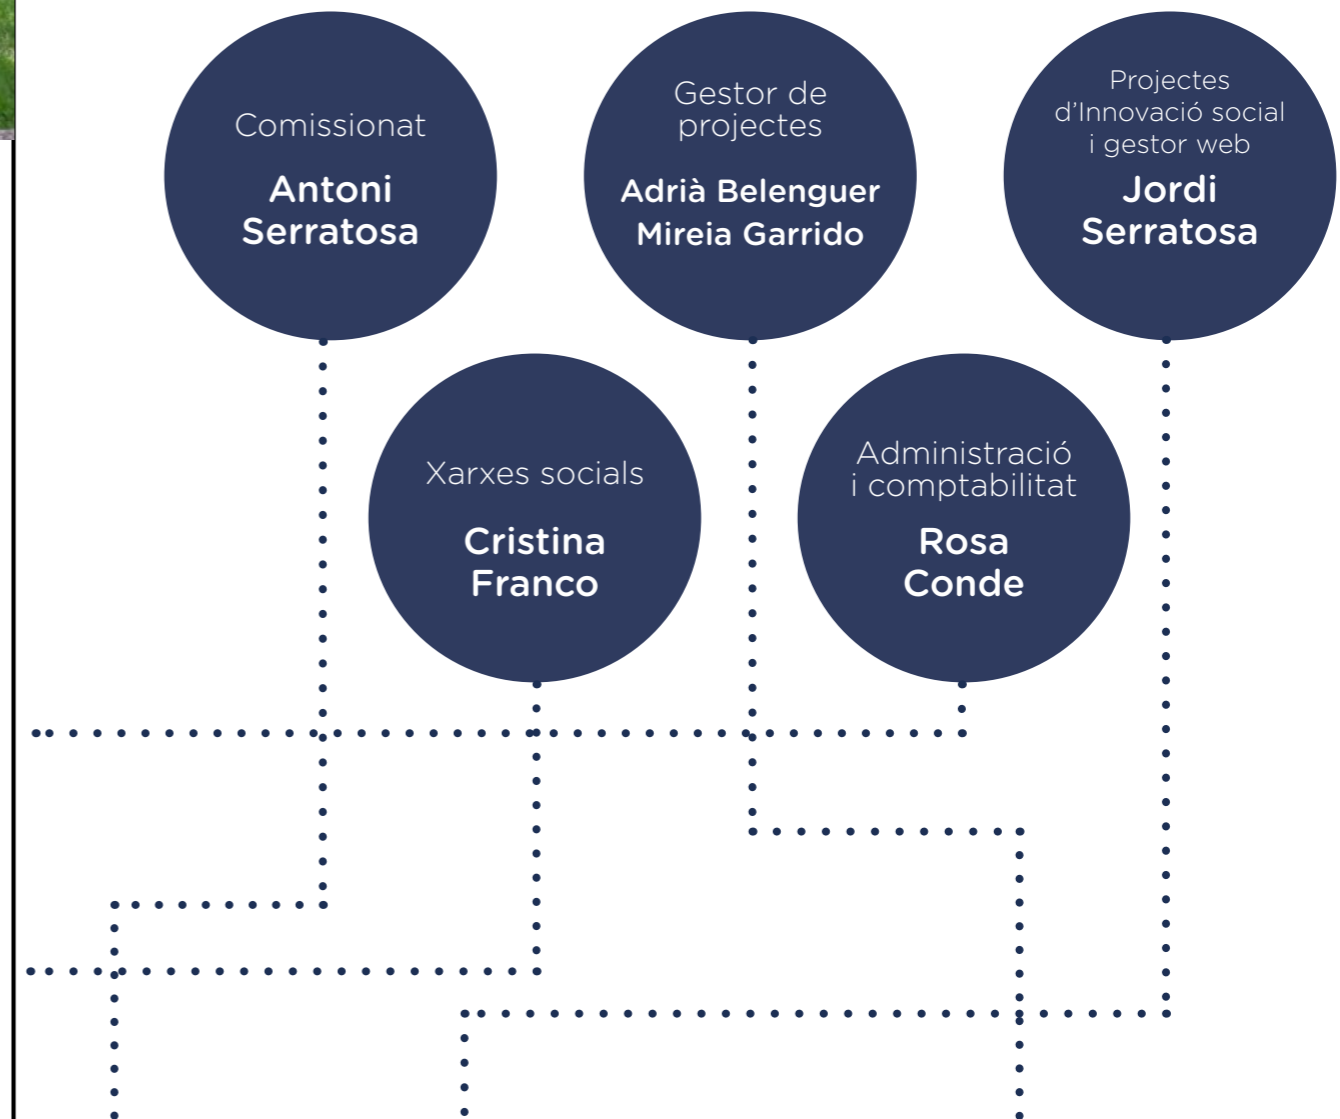 Comissionat
Antoni
Serratosa
Gestor de
projectes
Adrià Belenguer
Mireia Garrido
Projectes
d'Innovació social
i gestor web
Jordi
Serratosa
Xarxes socials
Cristina
Franco
Administració
i comptabilitat
Rosa
Conde